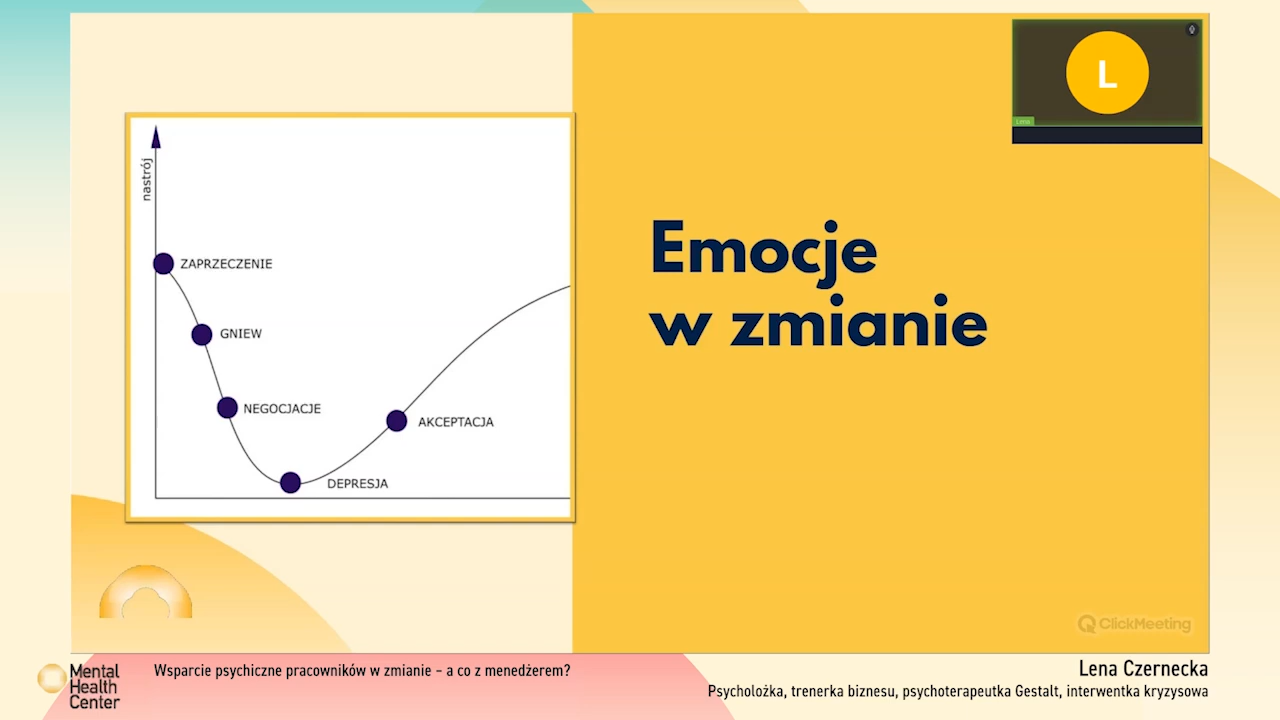 L
Lena
nastrój
ZAPRZECZENIE
GNIEW
NEGOCJACJE
DEPRESJA
AKCEPTACJA
Emocje
w zmianie
ClickMeeting
Mental
Health
Center
Wsparcie psychiczne pracowników w zmianie – a co z menedżerem?
Lena Czernecka
Psycholożka, trenerka biznesu, psychoterapeutka Gestalt, interwentka kryzysowa